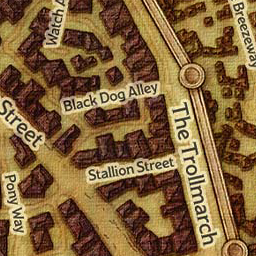 Watch A
Breezeway
Black Dog Alley
Street
The Trollmarch
Stallion Street
Pony Way